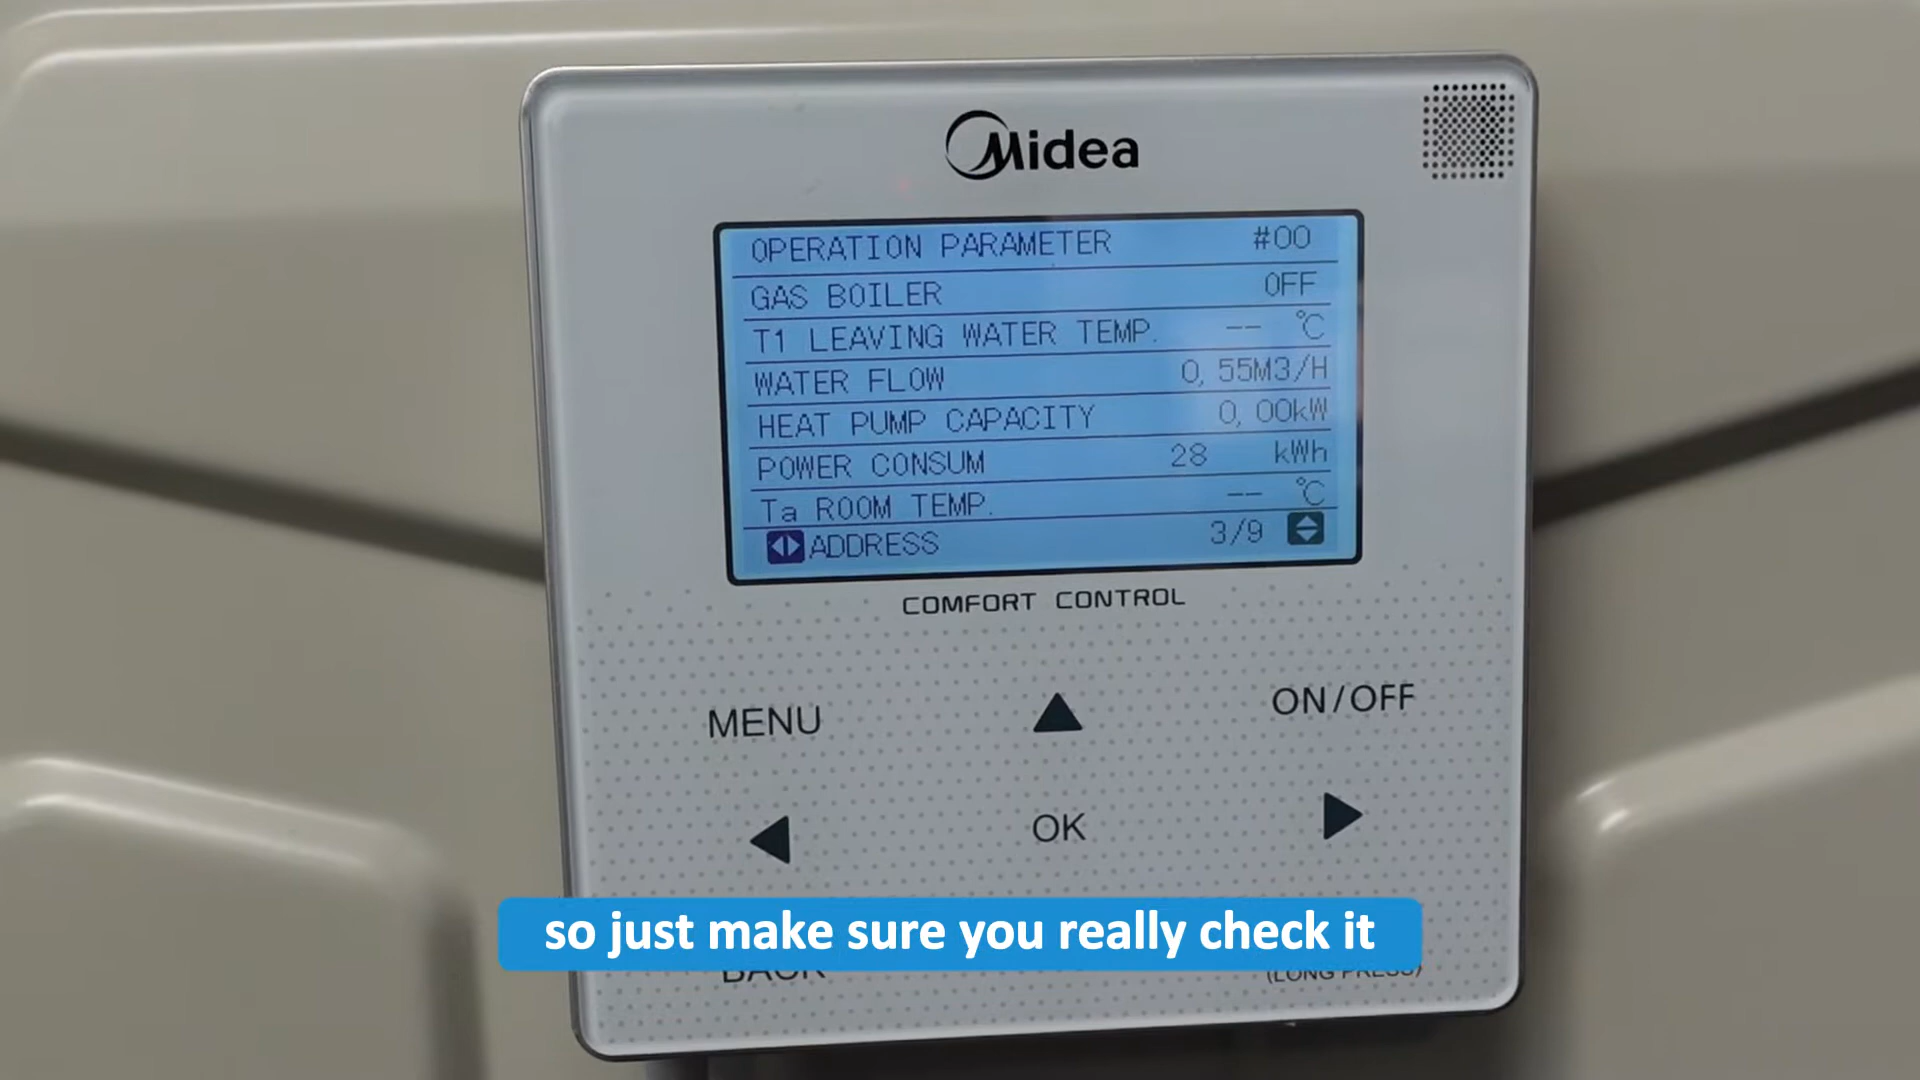 Midea
OPERATION PARAMETER #00
GAS BOILER OFF
T1 LEAVING WATER TEMP. -- °C
WATER FLOW 0,55M3/H
HEAT PUMP CAPACITY 0,00kW
POWER CONSUM 28 kWh
Ta ROOM TEMP. -- °C
ADDRESS 3/9
COMFORT CONTROL
MENU
ON/OFF
OK
so just make sure you really check it
BACK
(LONG PRESS)